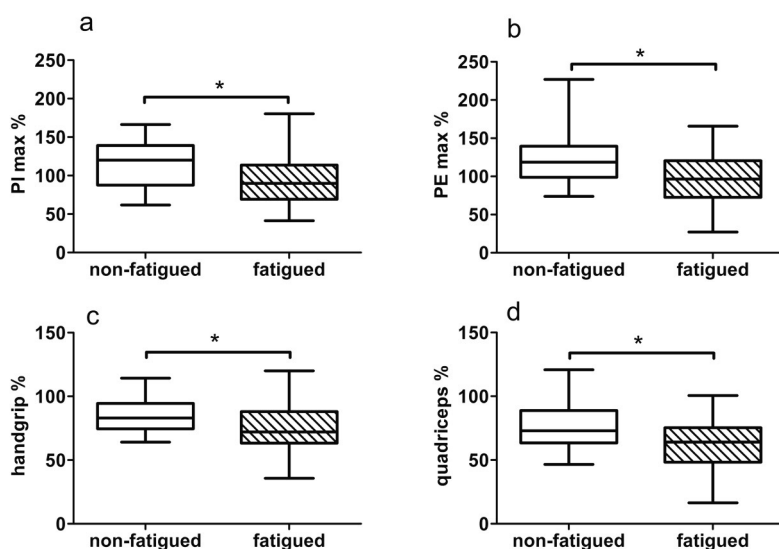 a
PI max %
250
200
150
100
50
0
*
non-fatigued fatigued
b
PE max %
250
200
150
100
50
0
*
non-fatigued fatigued
c
handgrip %
150
100
50
0
*
non-fatigued fatigued
d
quadriceps %
150
100
50
0
*
non-fatigued fatigued